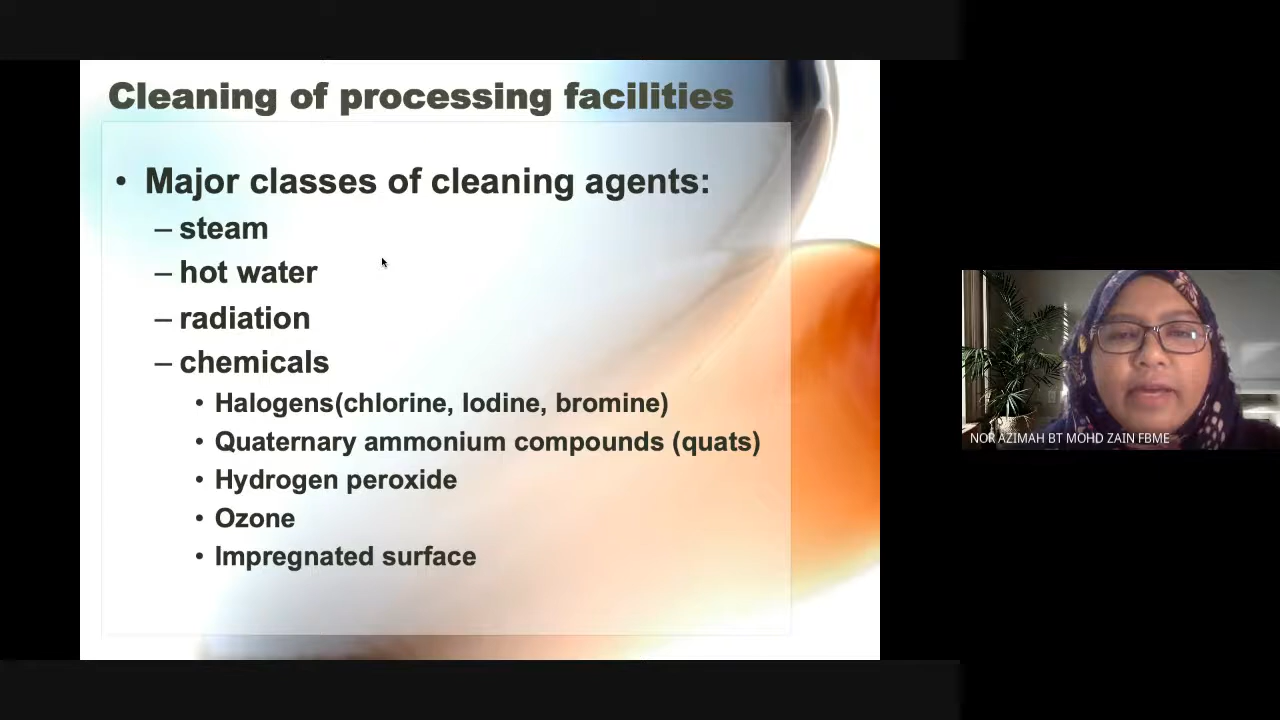 Cleaning of processing facilities
• Major classes of cleaning agents:
– steam
– hot water
– radiation
– chemicals
• Halogens(chlorine, Iodine, bromine)
• Quaternary ammonium compounds (quats)
• Hydrogen peroxide
• Ozone
• Impregnated surface
NOR AZIMAH BT MOHD ZAIN FBME